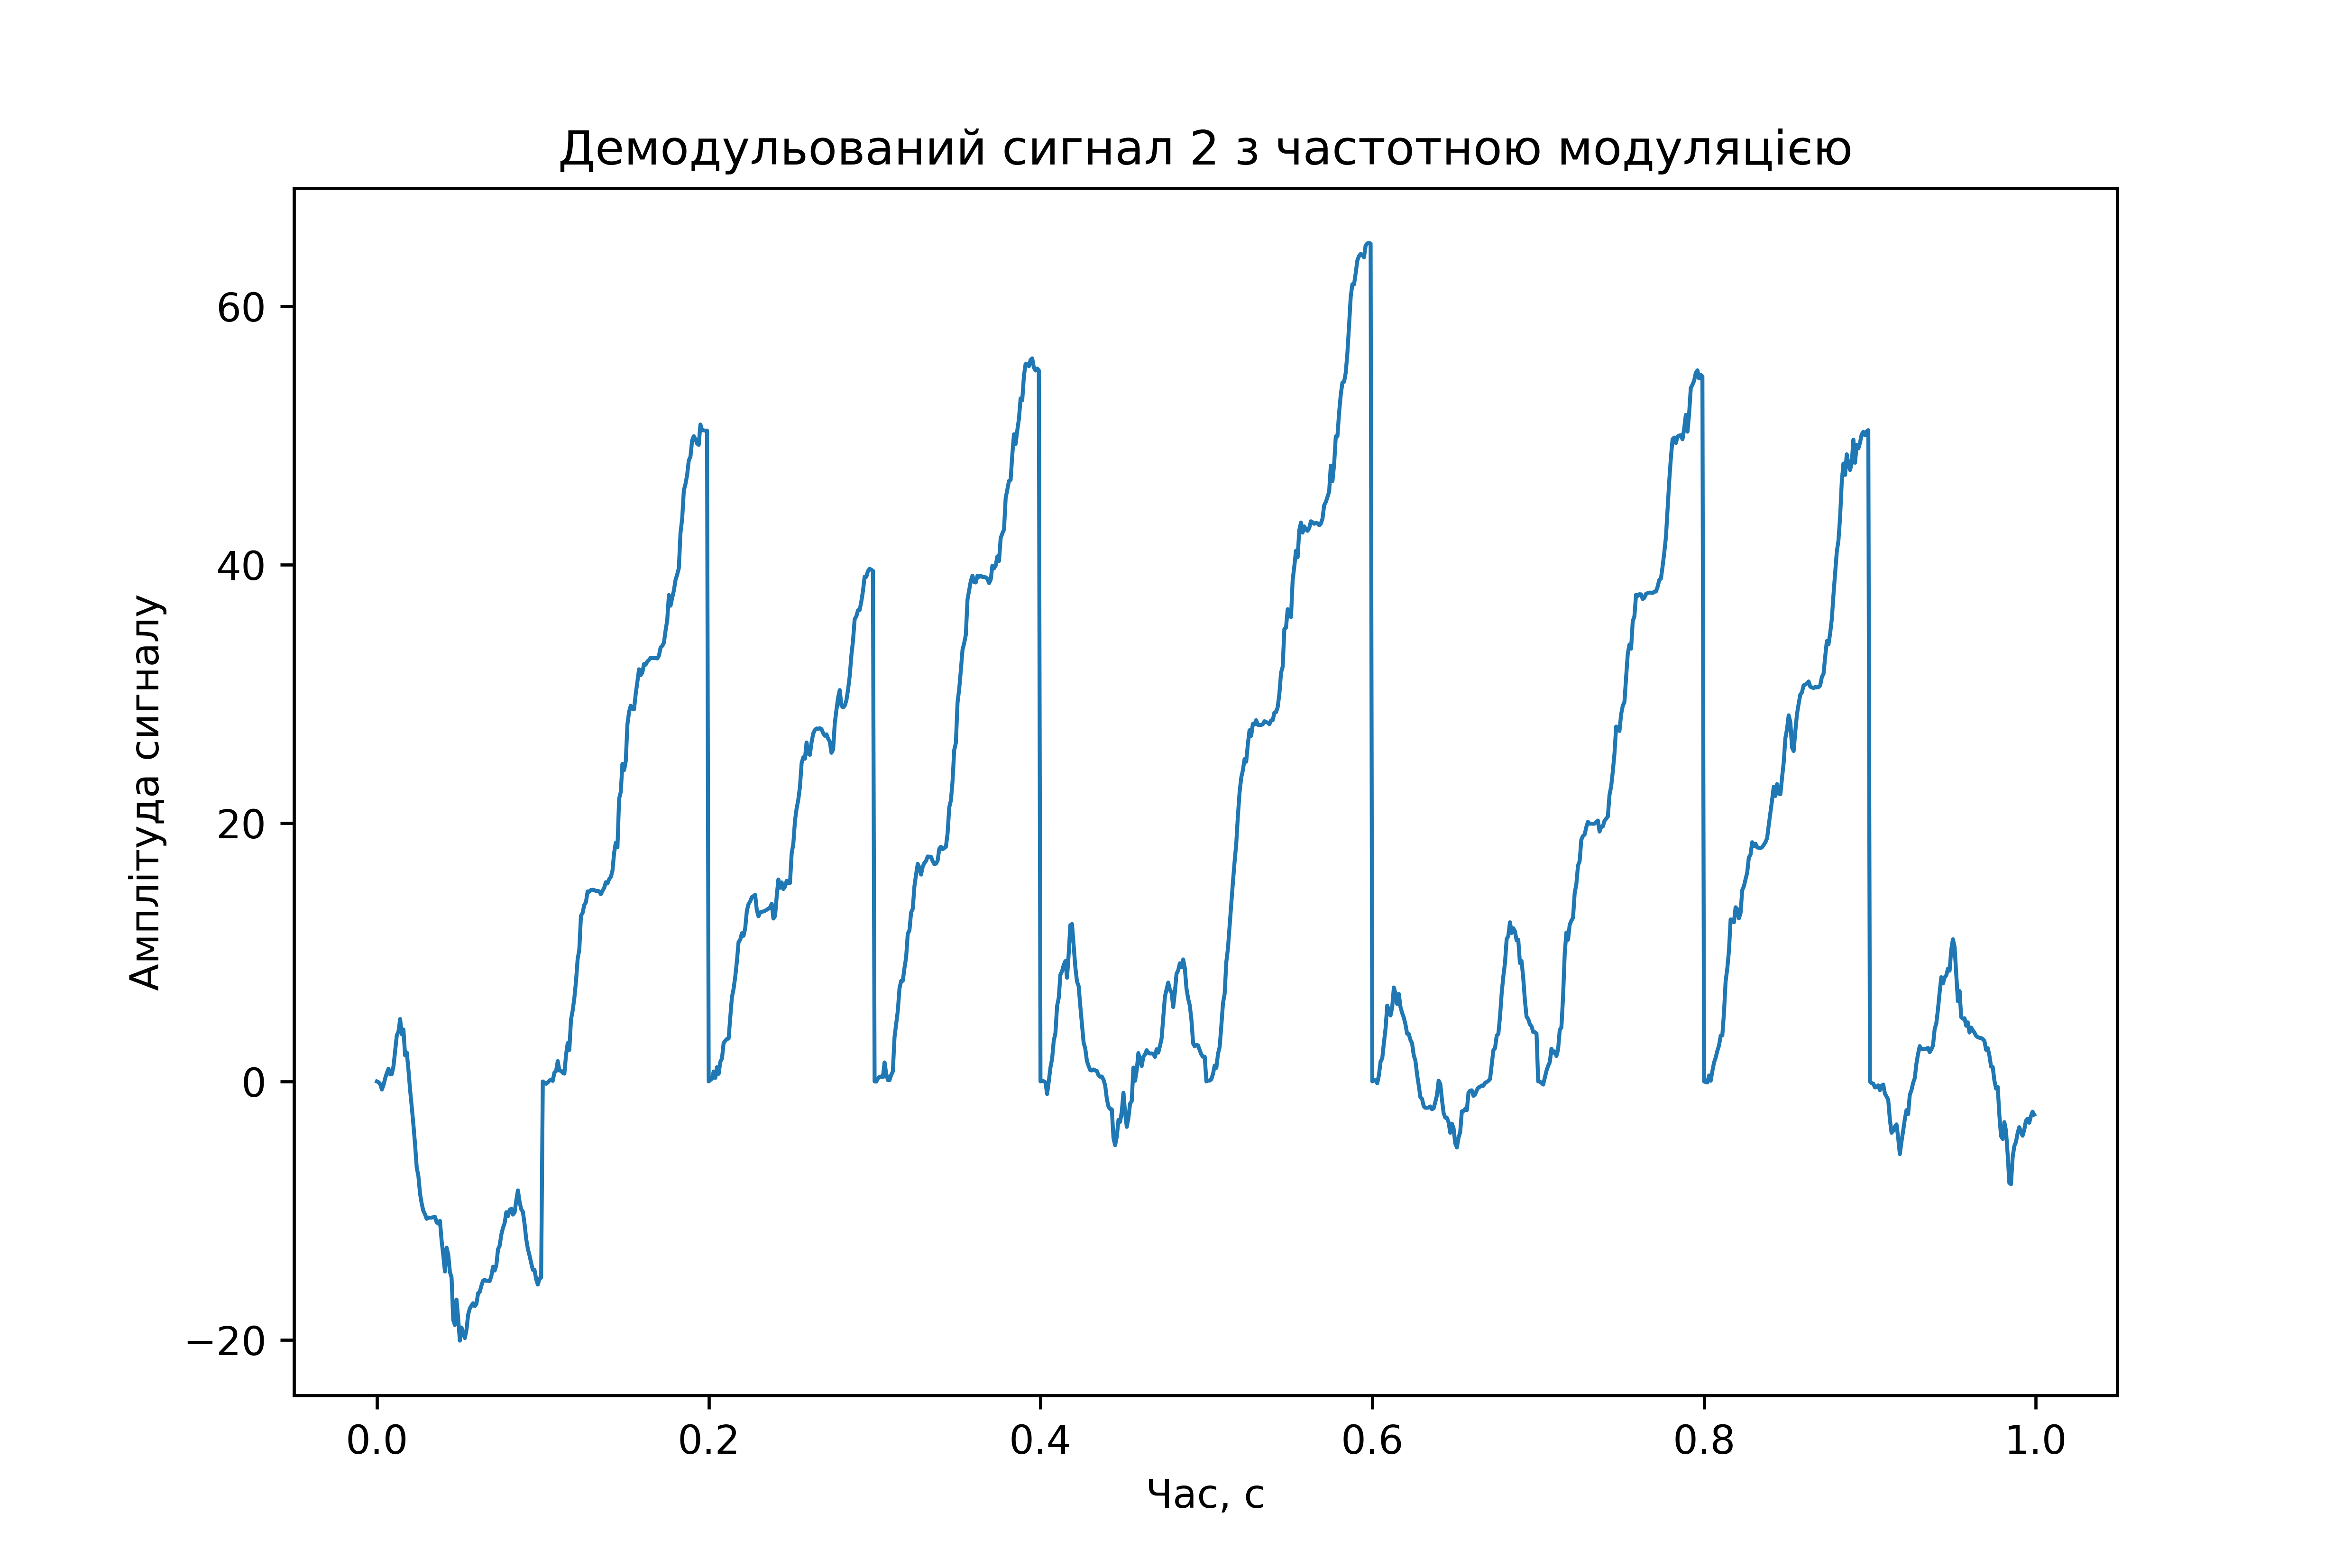 Демодульований сигнал 2 з частотною модуляцією
Амплітуда сигналу
60
40
20
0
−20
0.0 0.2 0.4 0.6 0.8 1.0
Час, с